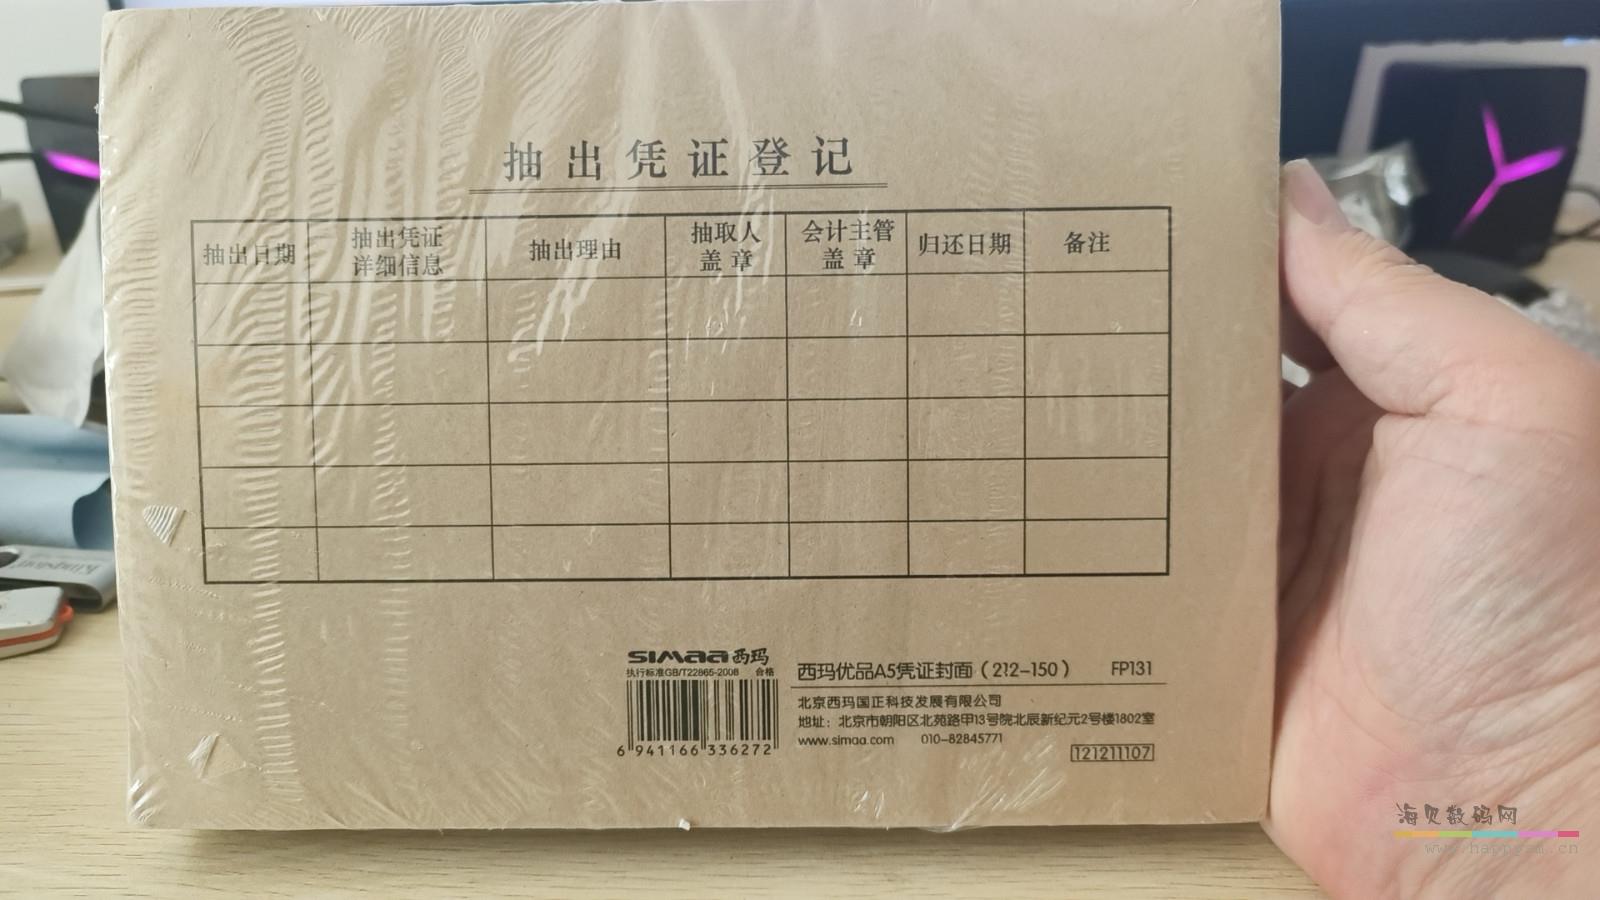 抽出凭证登记
抽出日期 抽出凭证详细信息 抽出理由 抽取人盖章 会计主管盖章 归还日期 备注
SIMAA西玛
执行标准GB/T22865-2008 合格
6 941166 336272
西玛优品A5凭证封面（212-150） FP131
北京西玛国正科技发展有限公司
地址：北京市朝阳区北苑路甲13号院北辰新纪元2号楼1802室
www.simaa.com 010-82845771
121211107
Kingston
海贝数码网
www.happysm.cn